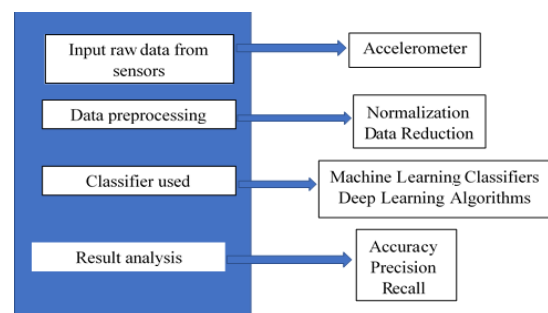 Input raw data from
sensors
Accelerometer
Data preprocessing
Normalization
Data Reduction
Classifier used
Machine Learning Classifiers
Deep Learning Algorithms
Result analysis
Accuracy
Precision
Recall